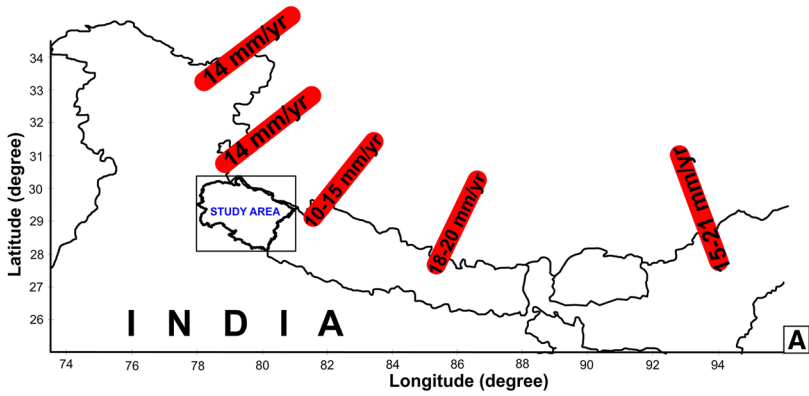 14 mm/yr
14 mm/yr
10-15 mm/yr
18-20 mm/yr
15-21 mm/yr
STUDY AREA
INDIA
A
Latitude (degree)
34
33
32
31
30
29
28
27
26
74
76
78
80
82
84
86
88
90
92
94
Longitude (degree)